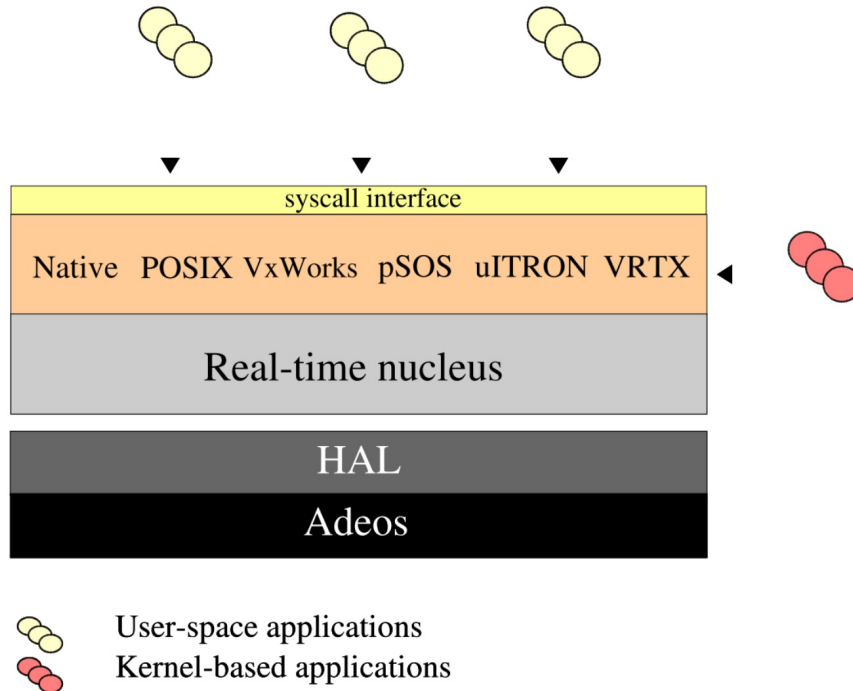 syscall interface
Native POSIX VxWorks pSOS uITRON VRTX
Real-time nucleus
HAL
Adeos
User-space applications
Kernel-based applications